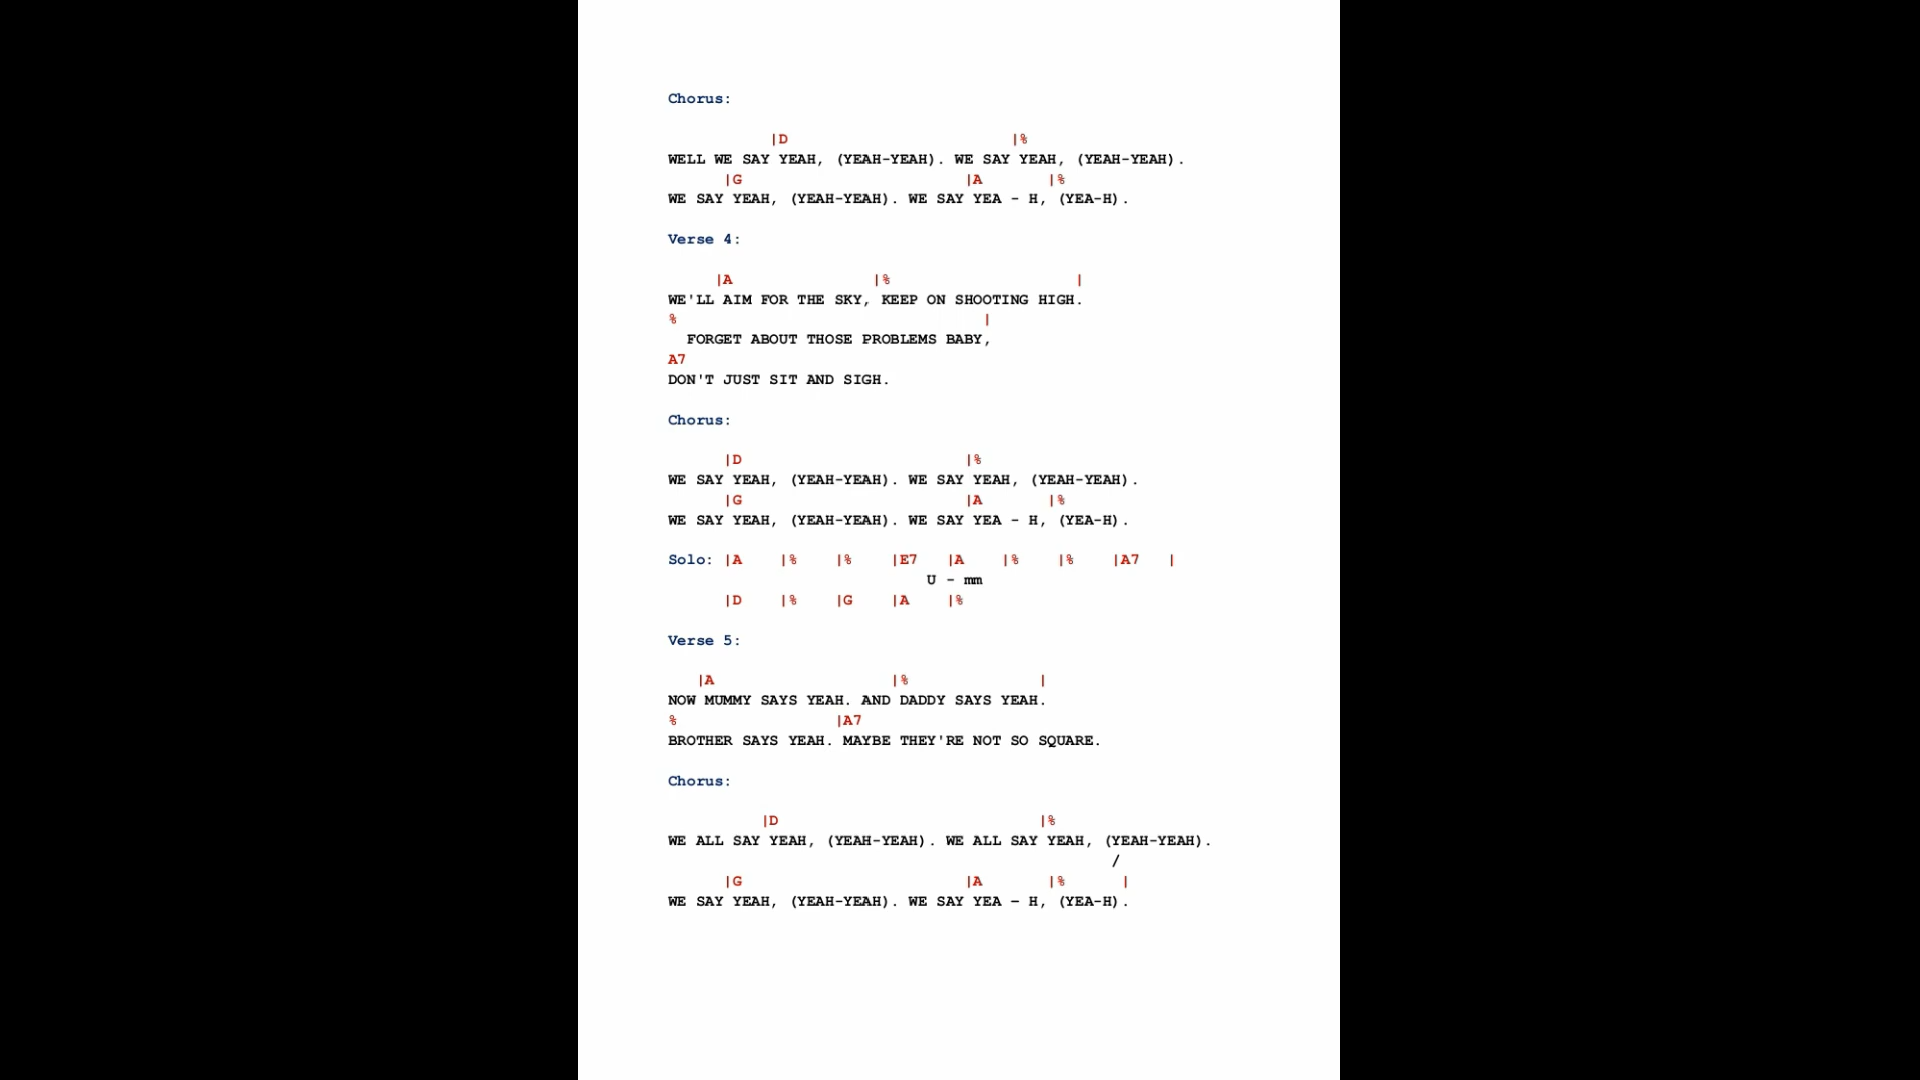 Chorus:
|D |%
WELL WE SAY YEAH, (YEAH-YEAH). WE SAY YEAH, (YEAH-YEAH).
|G |A |%
WE SAY YEAH, (YEAH-YEAH). WE SAY YEA - H, (YEA-H).
Verse 4:
|A |% |
WE'LL AIM FOR THE SKY, KEEP ON SHOOTING HIGH.
% |
FORGET ABOUT THOSE PROBLEMS BABY,
A7
DON'T JUST SIT AND SIGH.
Chorus:
|D |%
WE SAY YEAH, (YEAH-YEAH). WE SAY YEAH, (YEAH-YEAH).
|G |A |%
WE SAY YEAH, (YEAH-YEAH). WE SAY YEA - H, (YEA-H).
Solo: |A |% |% |E7 |A |% |% |A7 |
U - mm
|D |% |G |A |%
Verse 5:
|A |% |
NOW MUMMY SAYS YEAH. AND DADDY SAYS YEAH.
% |A7
BROTHER SAYS YEAH. MAYBE THEY'RE NOT SO SQUARE.
Chorus:
|D |%
WE ALL SAY YEAH, (YEAH-YEAH). WE ALL SAY YEAH, (YEAH-YEAH).
/
|G |A |% |
WE SAY YEAH, (YEAH-YEAH). WE SAY YEA – H, (YEA-H).